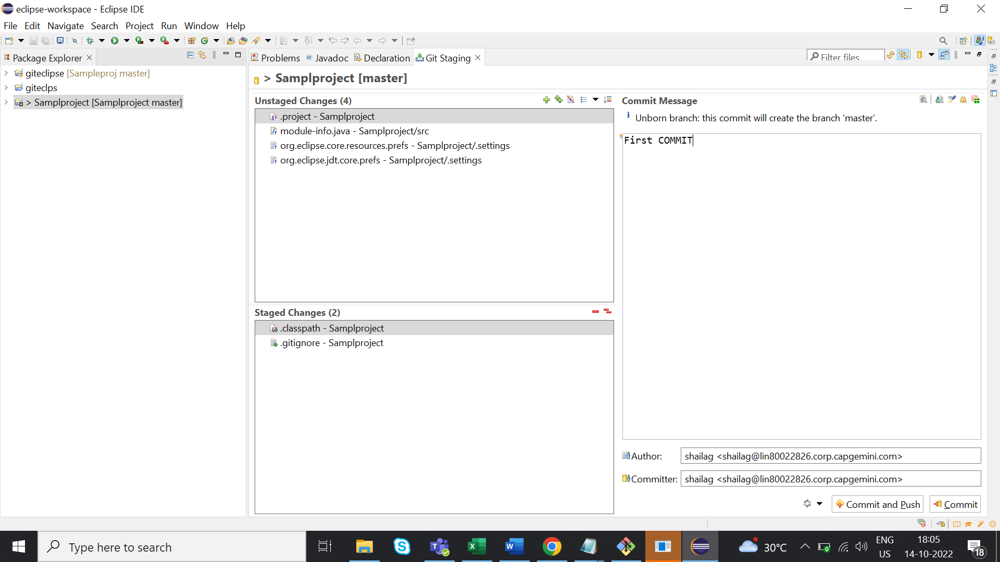 eclipse-workspace - Eclipse IDE
File Edit Navigate Search Project Run Window Help
Package Explorer
giteclipse [Sampleproj master]
giteclps
> Samplproject [Samplproject master]
Problems @ Javadoc Declaration Git Staging
Filter files
> Samplproject [master]
Unstaged Changes (4)
.project - Samplproject
module-info.java - Samplproject/src
org.eclipse.core.resources.prefs - Samplproject/.settings
org.eclipse.jdt.core.prefs - Samplproject/.settings
Staged Changes (2)
.classpath - Samplproject
.gitignore - Samplproject
Commit Message
Unborn branch: this commit will create the branch 'master'.
First COMMIT
Author: shailag <shailag@lin80022826.corp.capgemini.com>
Committer: shailag <shailag@lin80022826.corp.capgemini.com>
Commit and Push Commit
Type here to search
30°C
ENG
US
18:05
14-10-2022
18